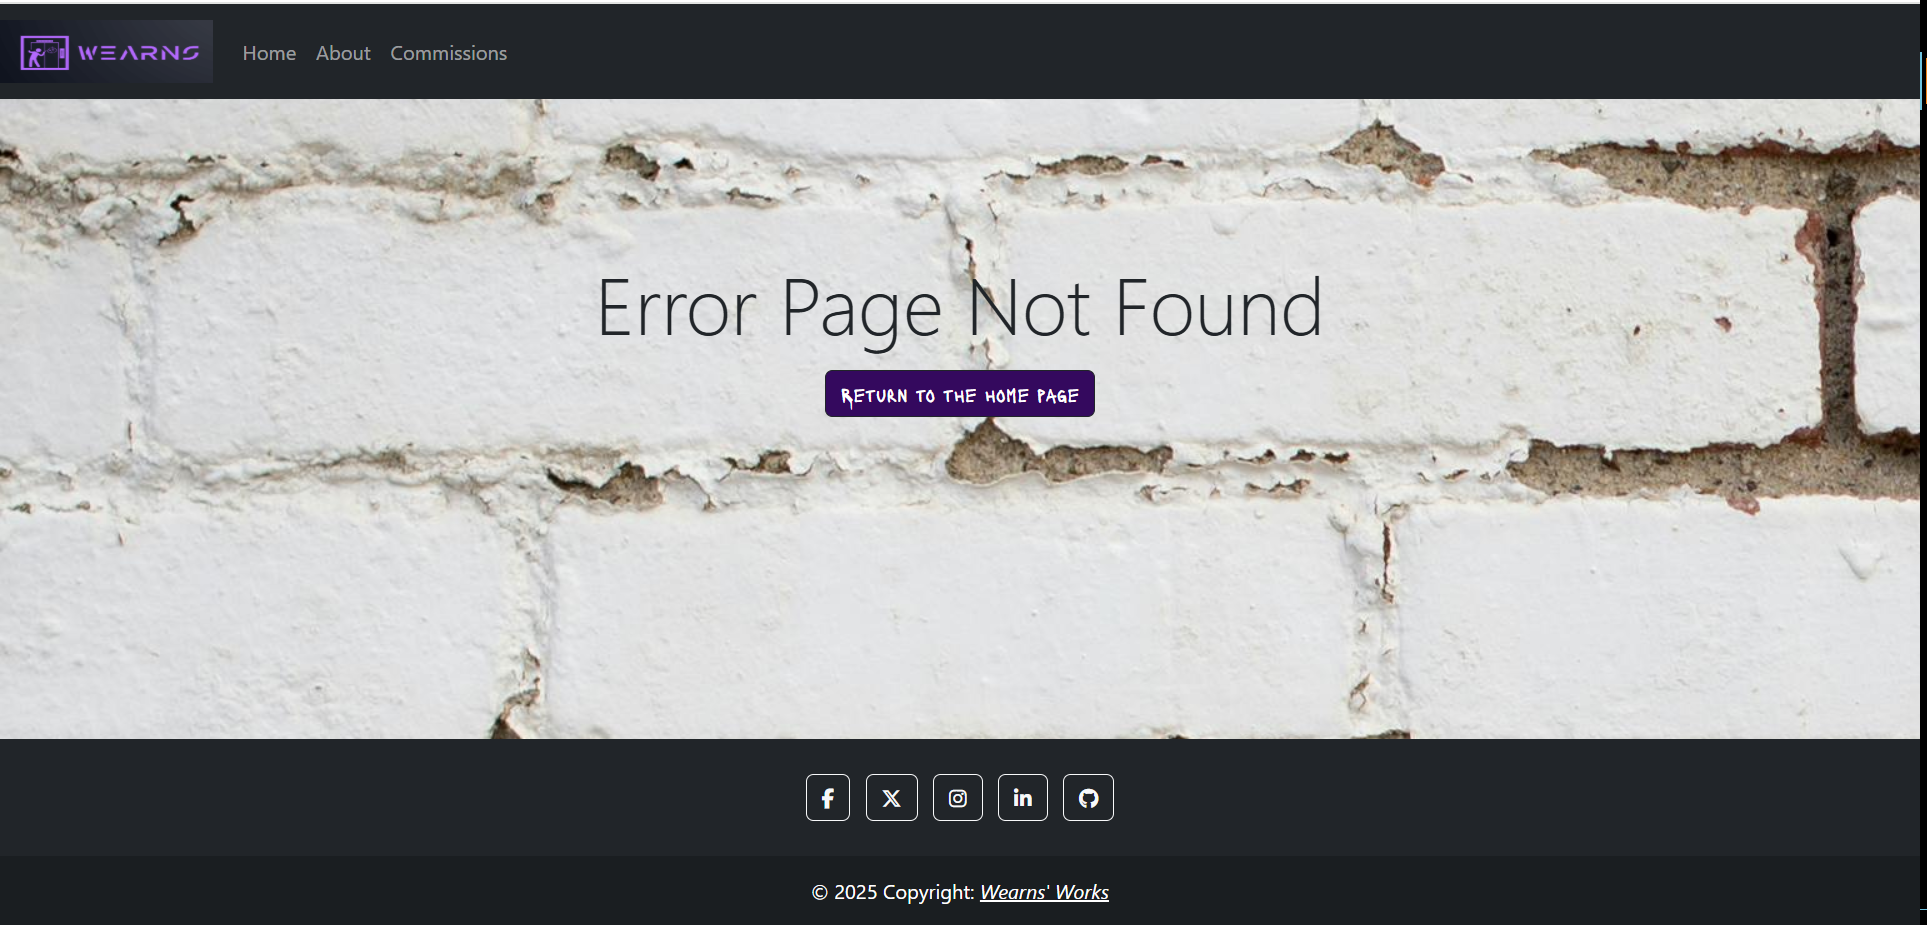 WEARNS
Home About Commissions
Error Page Not Found
Return to the home page
© 2025 Copyright: Wearns' Works